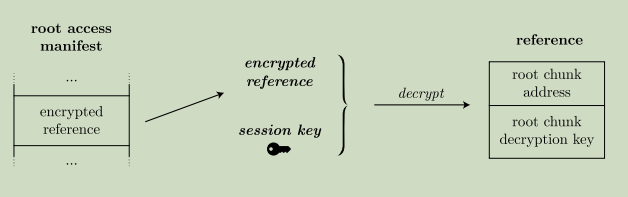 root access
manifest
...
encrypted
reference
...
encrypted
reference
session key
decrypt
reference
root chunk
address
root chunk
decryption key